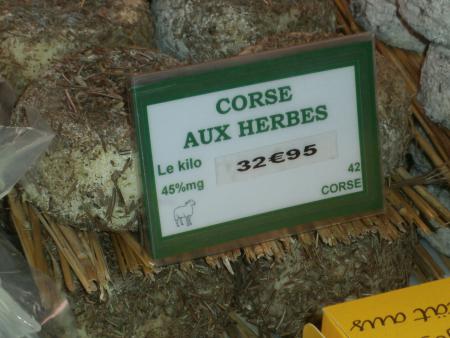 CORSE
AUX HERBES
Le kilo 32€95
45%mg 42
CORSE